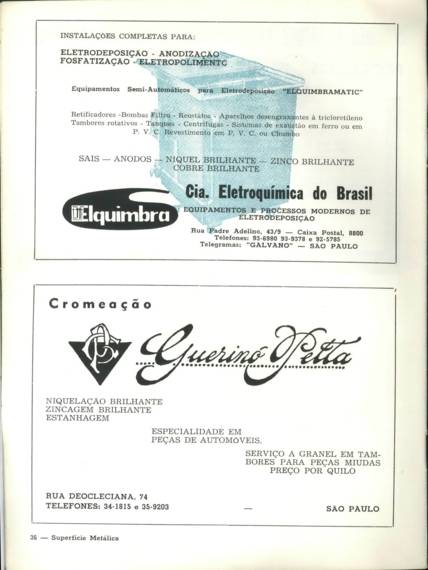 INSTALAÇÕES COMPLETAS PARA:
ELETRODEPOSIÇÃO - ANODIZAÇÃO
FOSFATIZAÇÃO - ELETROPOLIMENTO
Equipamentos Semi-Automáticos para Eletrodeposição "ELQUIMBRAMATIC"
Retificadores - Bombas Filtro - Reostatos - Aparelhos desengraxantes à tricloretileno
Tambores rotativos - Tanques - Centrífugas - Sistemas de exaustão em ferro ou em
P. V. C. Revestimento em P. V. C. ou Chumbo
SAIS — ANODOS — NIQUEL BRILHANTE — ZINCO BRILHANTE
COBRE BRILHANTE
Elquimbra
Cia. Eletroquímica do Brasil
EQUIPAMENTOS E PROCESSOS MODERNOS DE
ELETRODEPOSIÇAO
Rua Padre Adelino, 43/9 — Caixa Postal, 8800
Telefones: 93-6980 93-9378 e 92-5785
Telegramas: "GALVANO" — SAO PAULO
Cromeação
Guerino Petta
NIQUELAÇÃO BRILHANTE
ZINCAGEM BRILHANTE
ESTANHAGEM
ESPECIALIDADE EM
PEÇAS DE AUTOMÓVEIS.
SERVIÇO A GRANEL EM TAM-
BORES PARA PEÇAS MIUDAS
PREÇO POR QUILO
RUA DEOCLECIANA, 74
TELEFONES: 34-1815 e 35-9203 — SAO PAULO
36 — Superfície Metálica